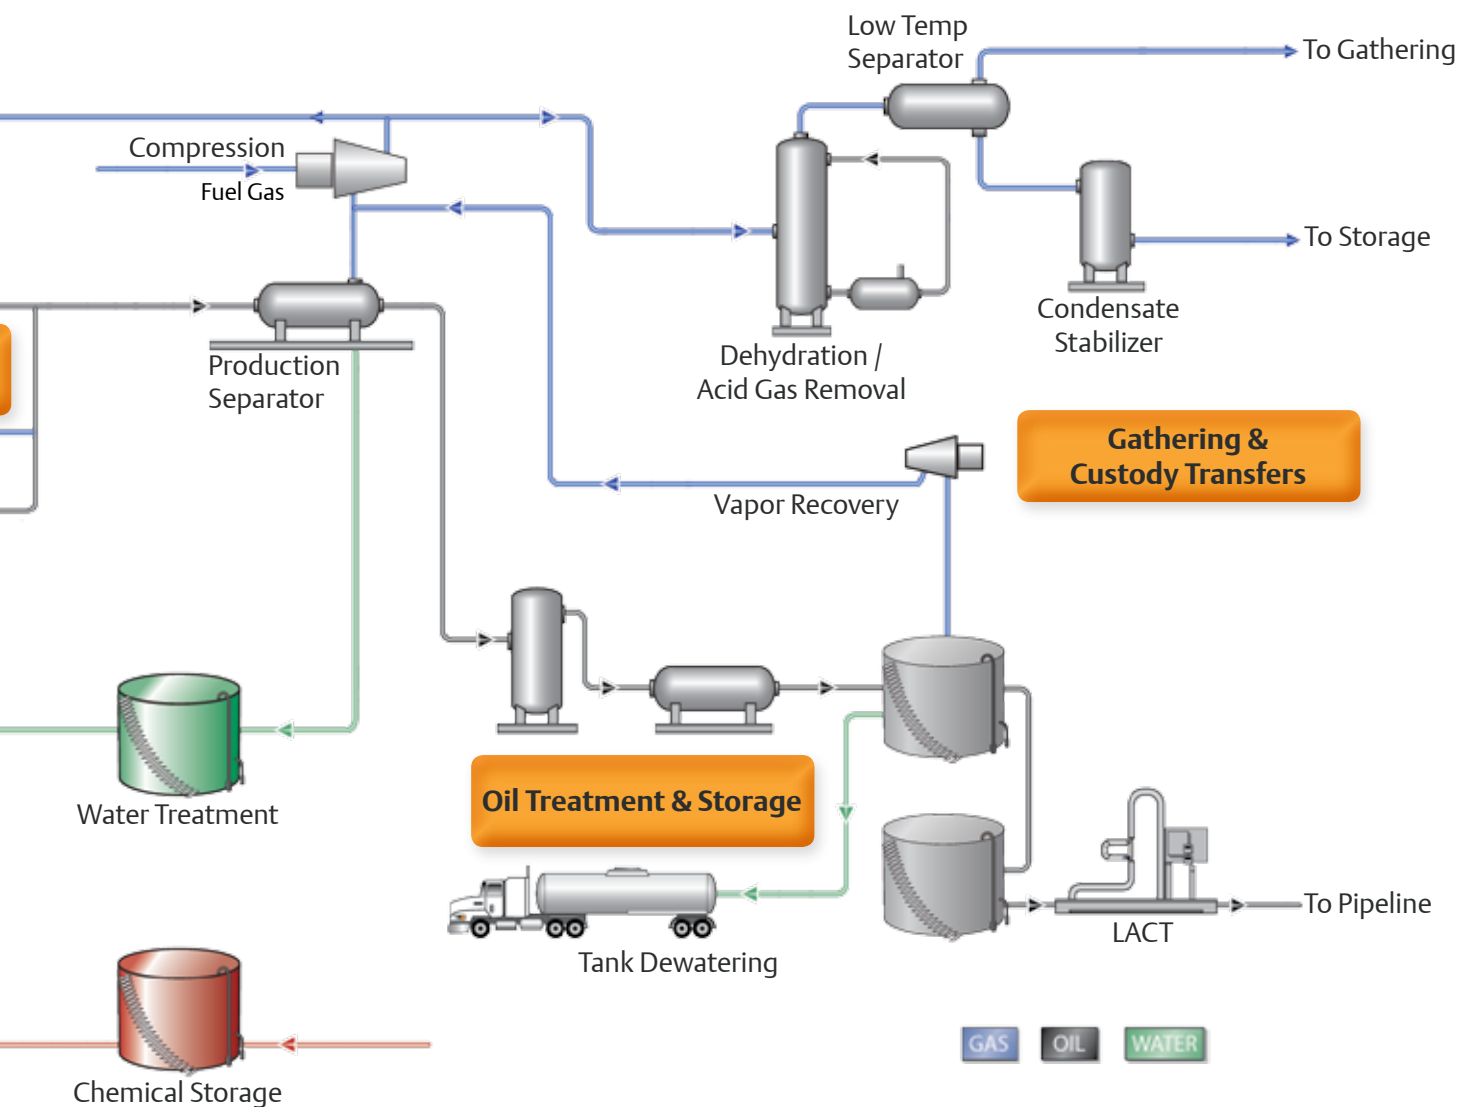 Low Temp
Separator
To Gathering
Compression
Fuel Gas
To Storage
Condensate
Stabilizer
Production
Separator
Dehydration /
Acid Gas Removal
Gathering &
Custody Transfers
Vapor Recovery
Oil Treatment & Storage
Water Treatment
To Pipeline
LACT
Tank Dewatering
GAS
OIL
WATER
Chemical Storage